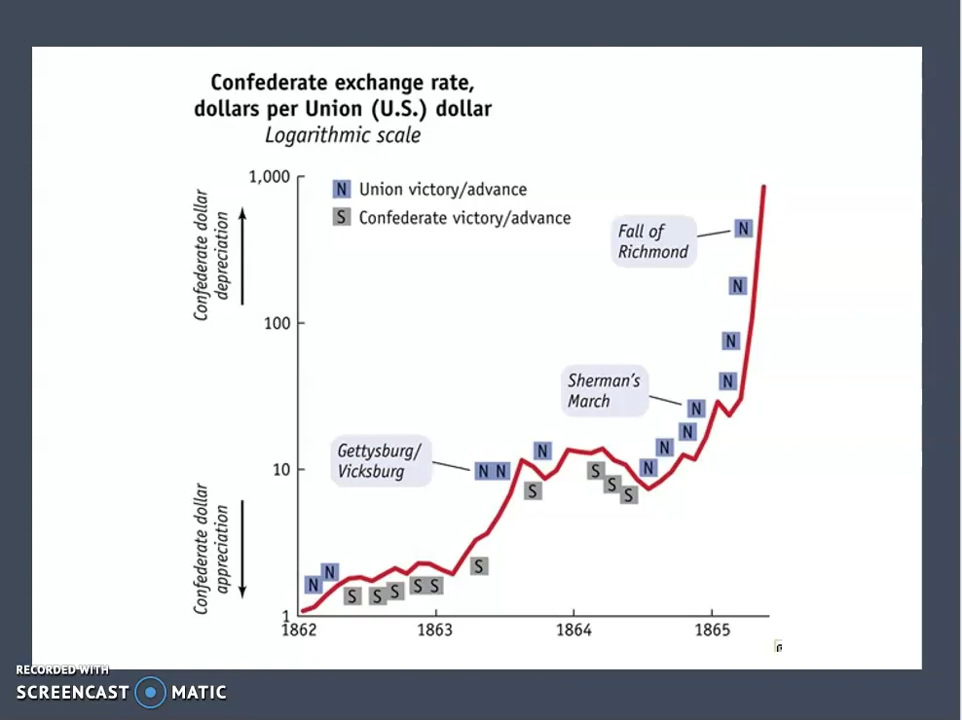 Confederate exchange rate,
dollars per Union (U.S.) dollar
Logarithmic scale
1,000
N Union victory/advance
S Confederate victory/advance
Confederate dollar
depreciation
Fall of
Richmond
N
N
100
N
Sherman's
March
N
N
N
Gettysburg/
Vicksburg
N
N
10
N N
N
S
S
S
S
Confederate dollar
appreciation
N
N
S
S
S
S
S S
1
1862
1863
1864
1865
RECORDED WITH
SCREENCAST MATIC